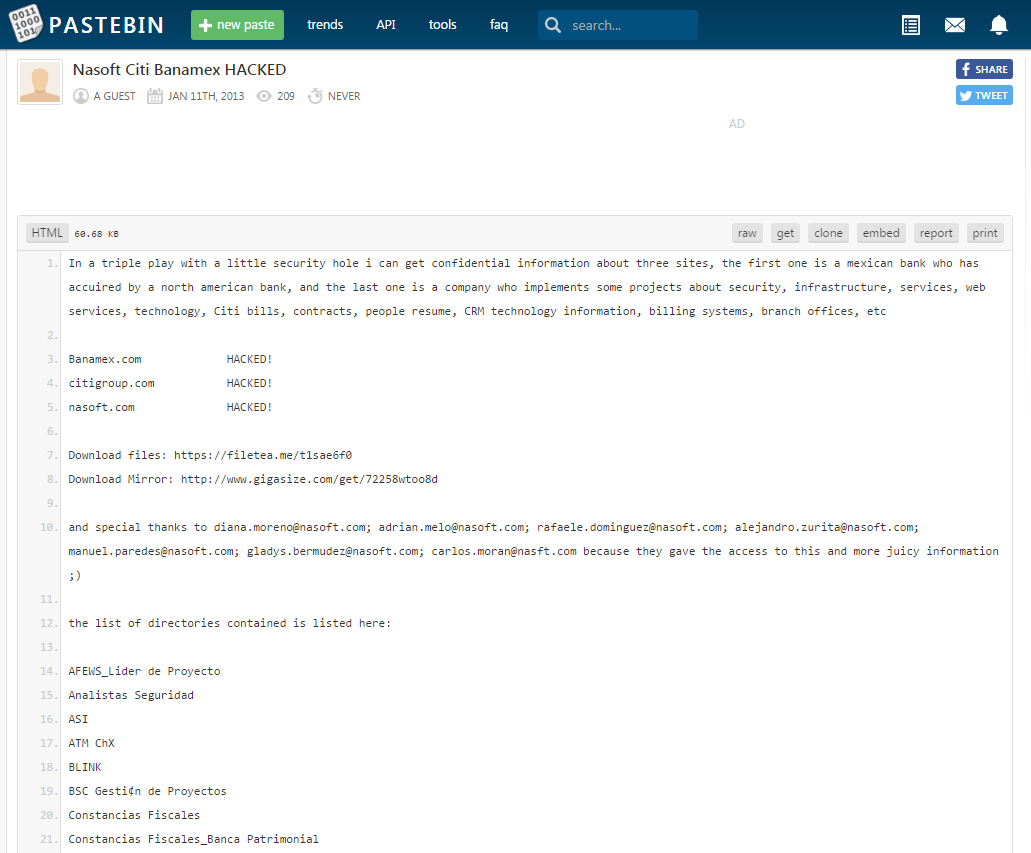 0011 1000 101 PASTEBIN + new paste trends API tools faq search...
Nasoft Citi Banamex HACKED
A GUEST JAN 11TH, 2013 209 NEVER
f SHARE
TWEET
AD
HTML 60.68 KB raw get clone embed report print
1. In a triple play with a little security hole i can get confidential information about three sites, the first one is a mexican bank who has
accuired by a north american bank, and the last one is a company who implements some projects about security, infrastructure, services, web
services, technology, Citi bills, contracts, people resume, CRM technology information, billing systems, branch offices, etc
2.
3. Banamex.com HACKED!
4. citigroup.com HACKED!
5. nasoft.com HACKED!
6.
7. Download files: https://filetea.me/t1sae6f0
8. Download Mirror: http://www.gigasize.com/get/72258wtoo8d
9.
10. and special thanks to diana.moreno@nasoft.com; adrian.melo@nasoft.com; rafaele.dominguez@nasoft.com; alejandro.zurita@nasoft.com;
manuel.paredes@nasoft.com; gladys.bermudez@nasoft.com; carlos.moran@nasft.com because they gave the access to this and more juicy information
;)
11.
12. the list of directories contained is listed here:
13.
14. AFEWS_Lider de Proyecto
15. Analistas Seguridad
16. ASI
17. ATM ChX
18. BLINK
19. BSC Gesti¢n de Proyectos
20. Constancias Fiscales
21. Constancias Fiscales_Banca Patrimonial